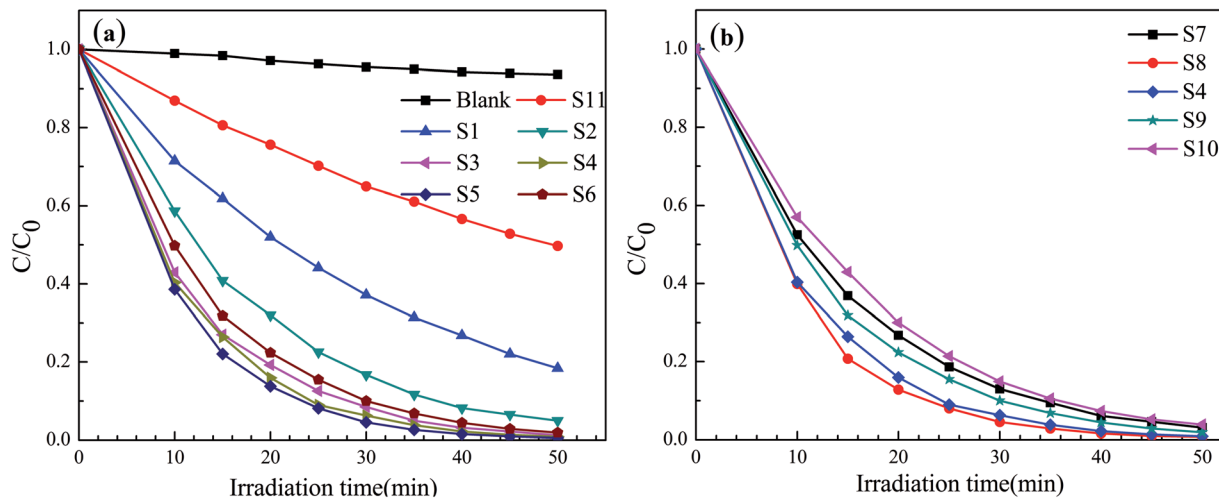 (a)
1.0
0.8
0.6
0.4
0.2
0.0
C/C0
Blank S11
S1 S2
S3 S4
S5 S6
0 10 20 30 40 50
Irradiation time(min)
(b)
1.0
0.8
0.6
0.4
0.2
0.0
C/C0
S7
S8
S4
S9
S10
0 10 20 30 40 50
Irradiation time(min)